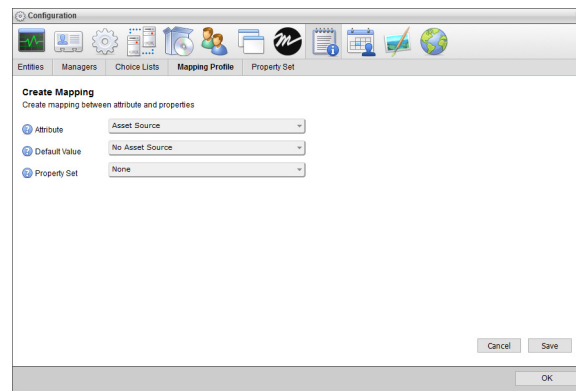 Configuration
Entities Managers Choice Lists Mapping Profile Property Set
Create Mapping
Create mapping between attribute and properties
Attribute Asset Source
Default Value No Asset Source
Property Set None
Cancel Save
OK